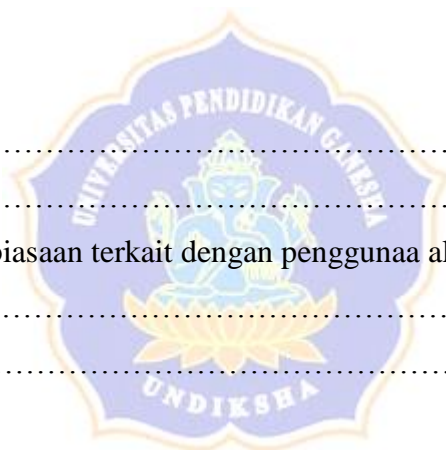 UNIVERSITAS PENDIDIKAN GANESHA
……………………………………………
……………………………………………
biasaan terkait dengan penggunaa al
……………………………………………
……………………………………………
UNDIKSHA